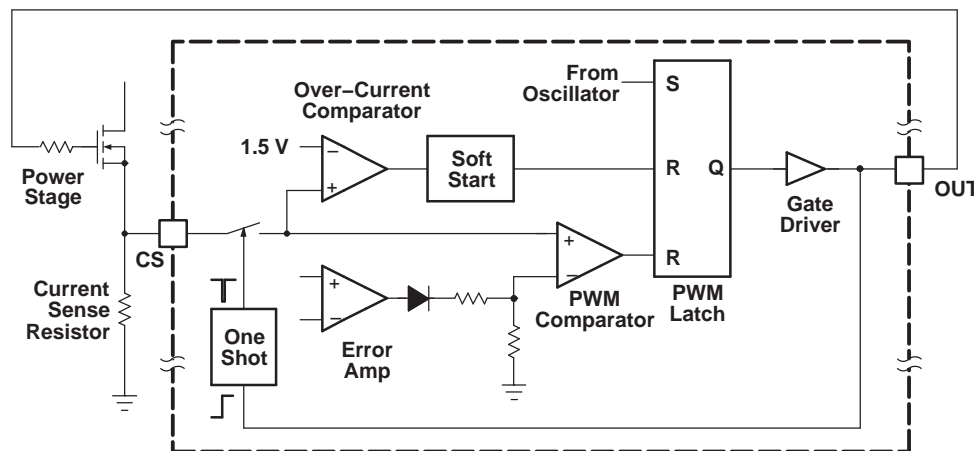 From
Oscillator
S
Over−Current
Comparator
1.5 V
−
+
Soft
Start
R
Q
Power
Stage
OUT
Gate
Driver
CS
+
−
R
PWM
Comparator
PWM
Latch
Current
Sense
Resistor
One
Shot
+
−
Error
Amp